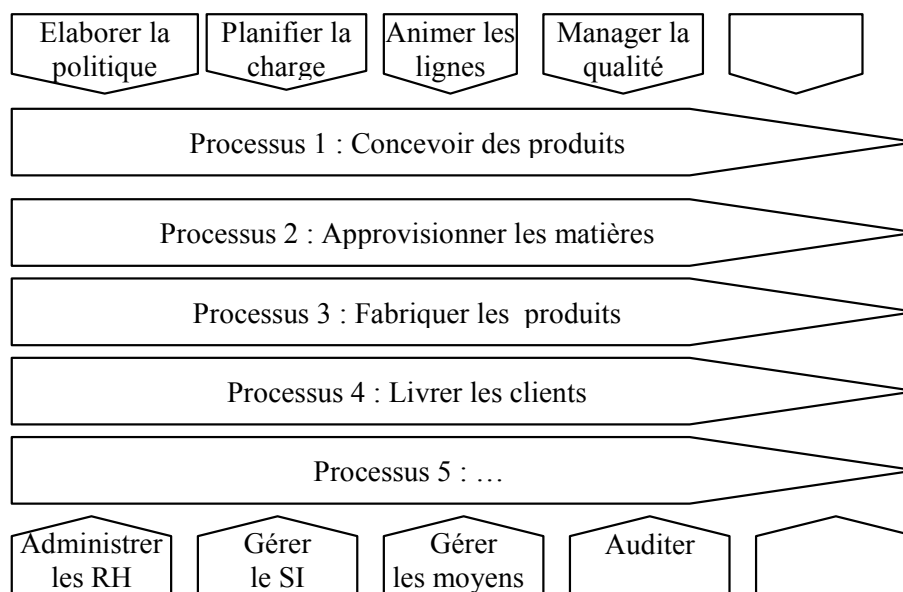 Elaborer la
politique
Planifier la
charge
Animer les
lignes
Manager la
qualité
Processus 1 : Concevoir des produits
Processus 2 : Approvisionner les matières
Processus 3 : Fabriquer les produits
Processus 4 : Livrer les clients
Processus 5 : …
Administrer
les RH
Gérer
le SI
Gérer
les moyens
Auditer